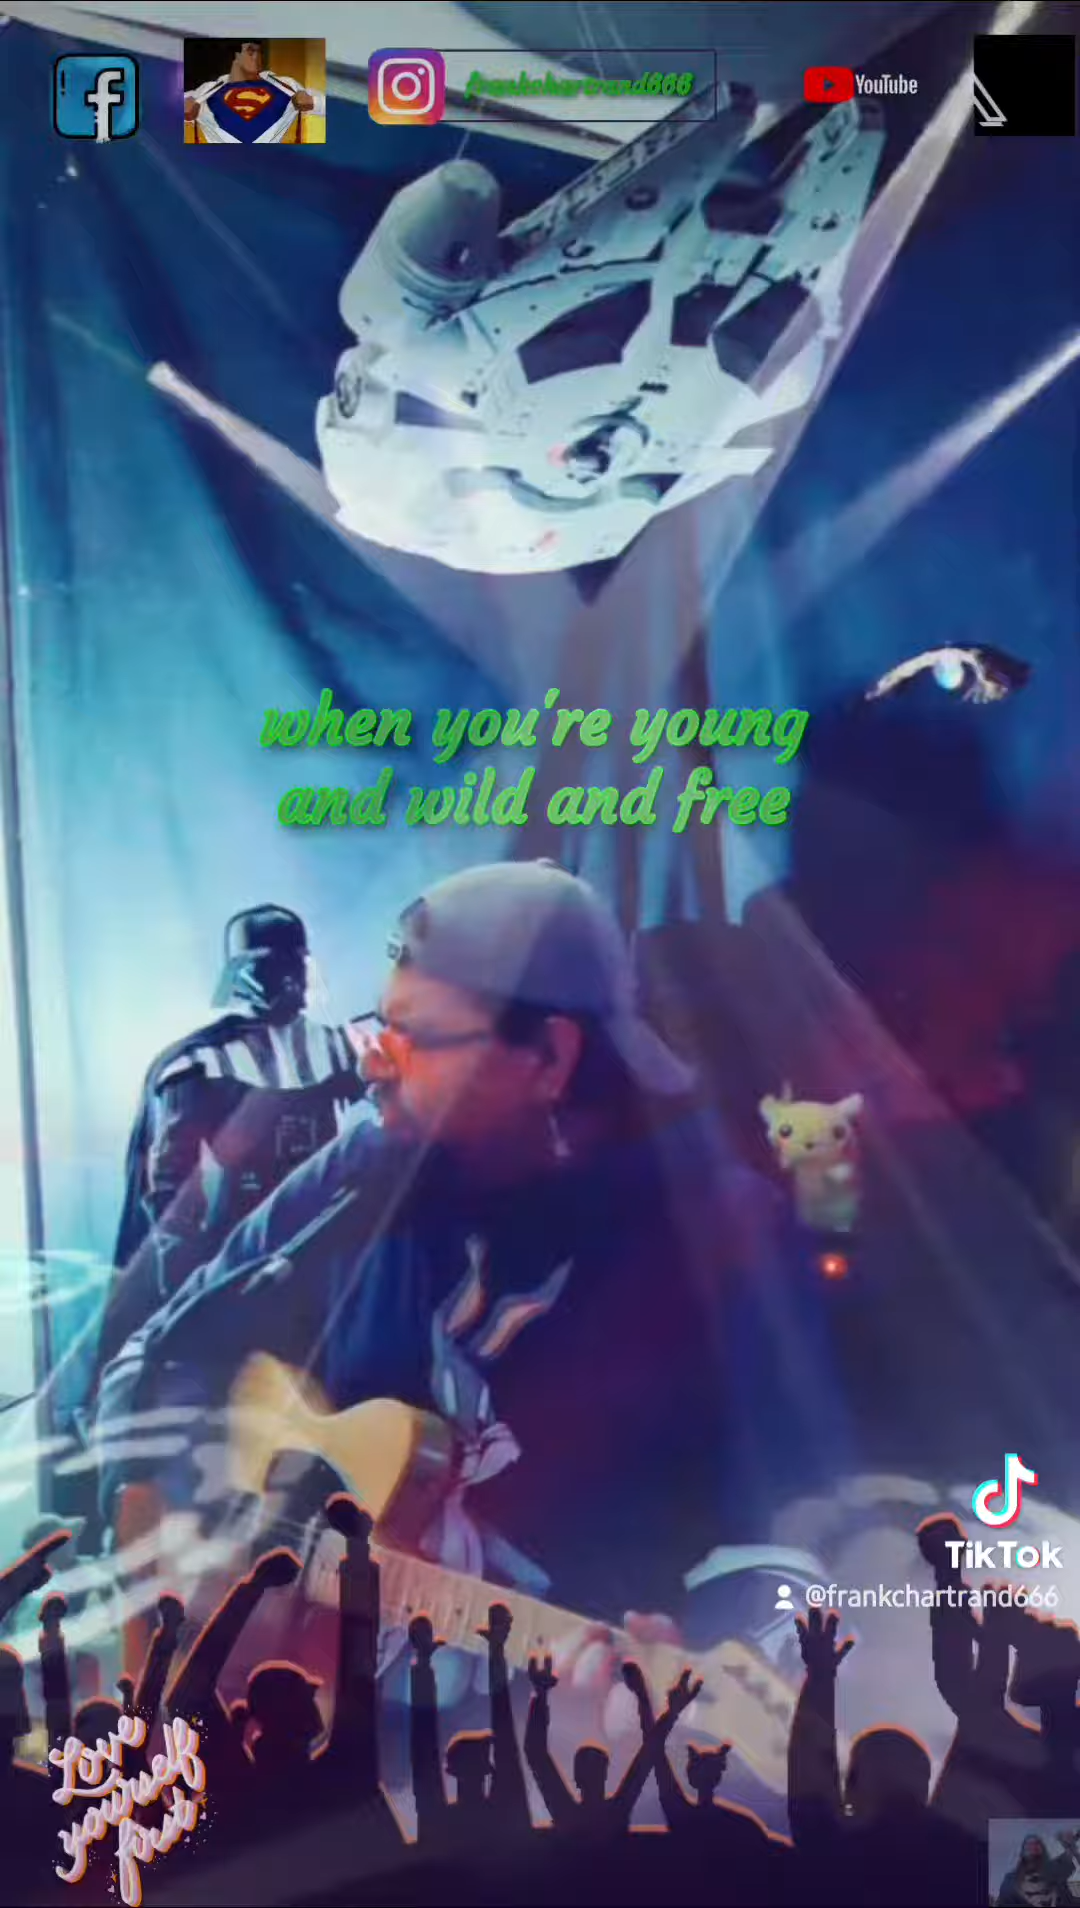 frankchartrand666
YouTube
when you're young
and wild and free
TikTok
@frankchartrand666
Love
yourself
first